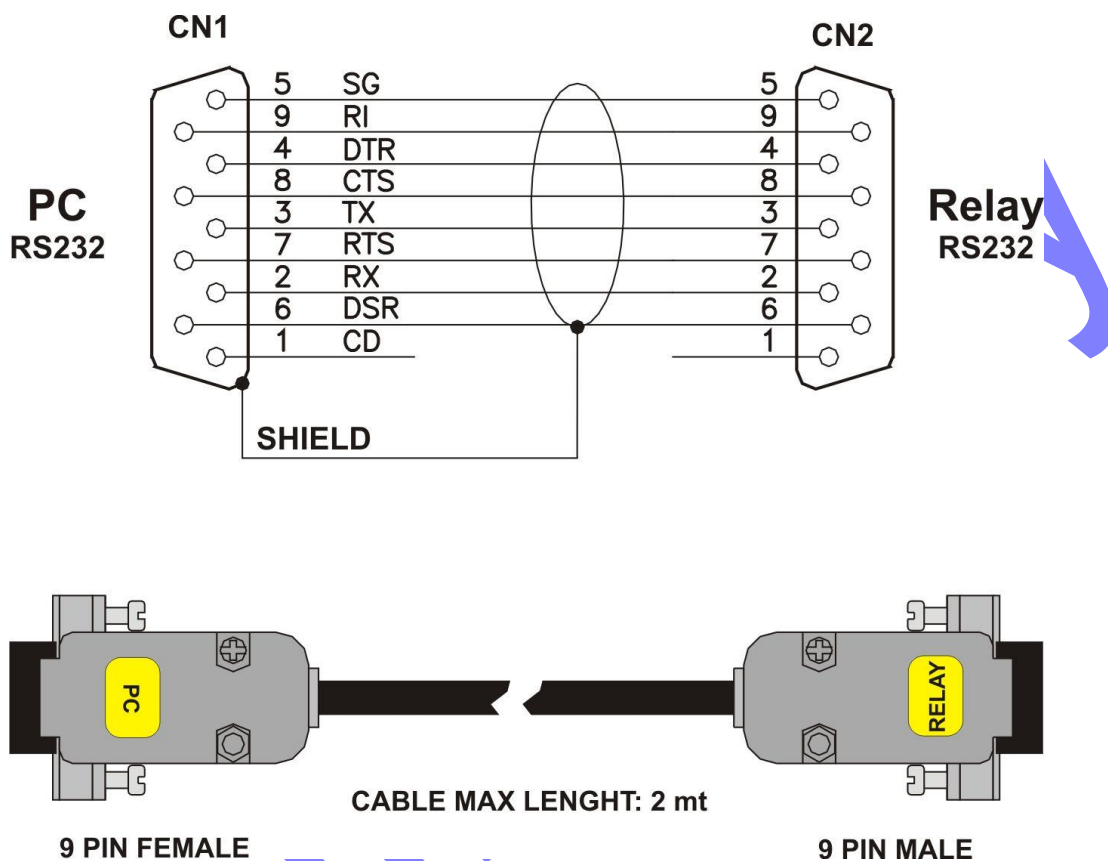 CN1
CN2
5 SG 5
9 RI 9
4 DTR 4
8 CTS 8
3 TX 3
7 RTS 7
2 RX 2
6 DSR 6
1 CD 1
PC
RS232
Relay
RS232
SHIELD
PC
RELAY
CABLE MAX LENGHT: 2 mt
9 PIN FEMALE
9 PIN MALE